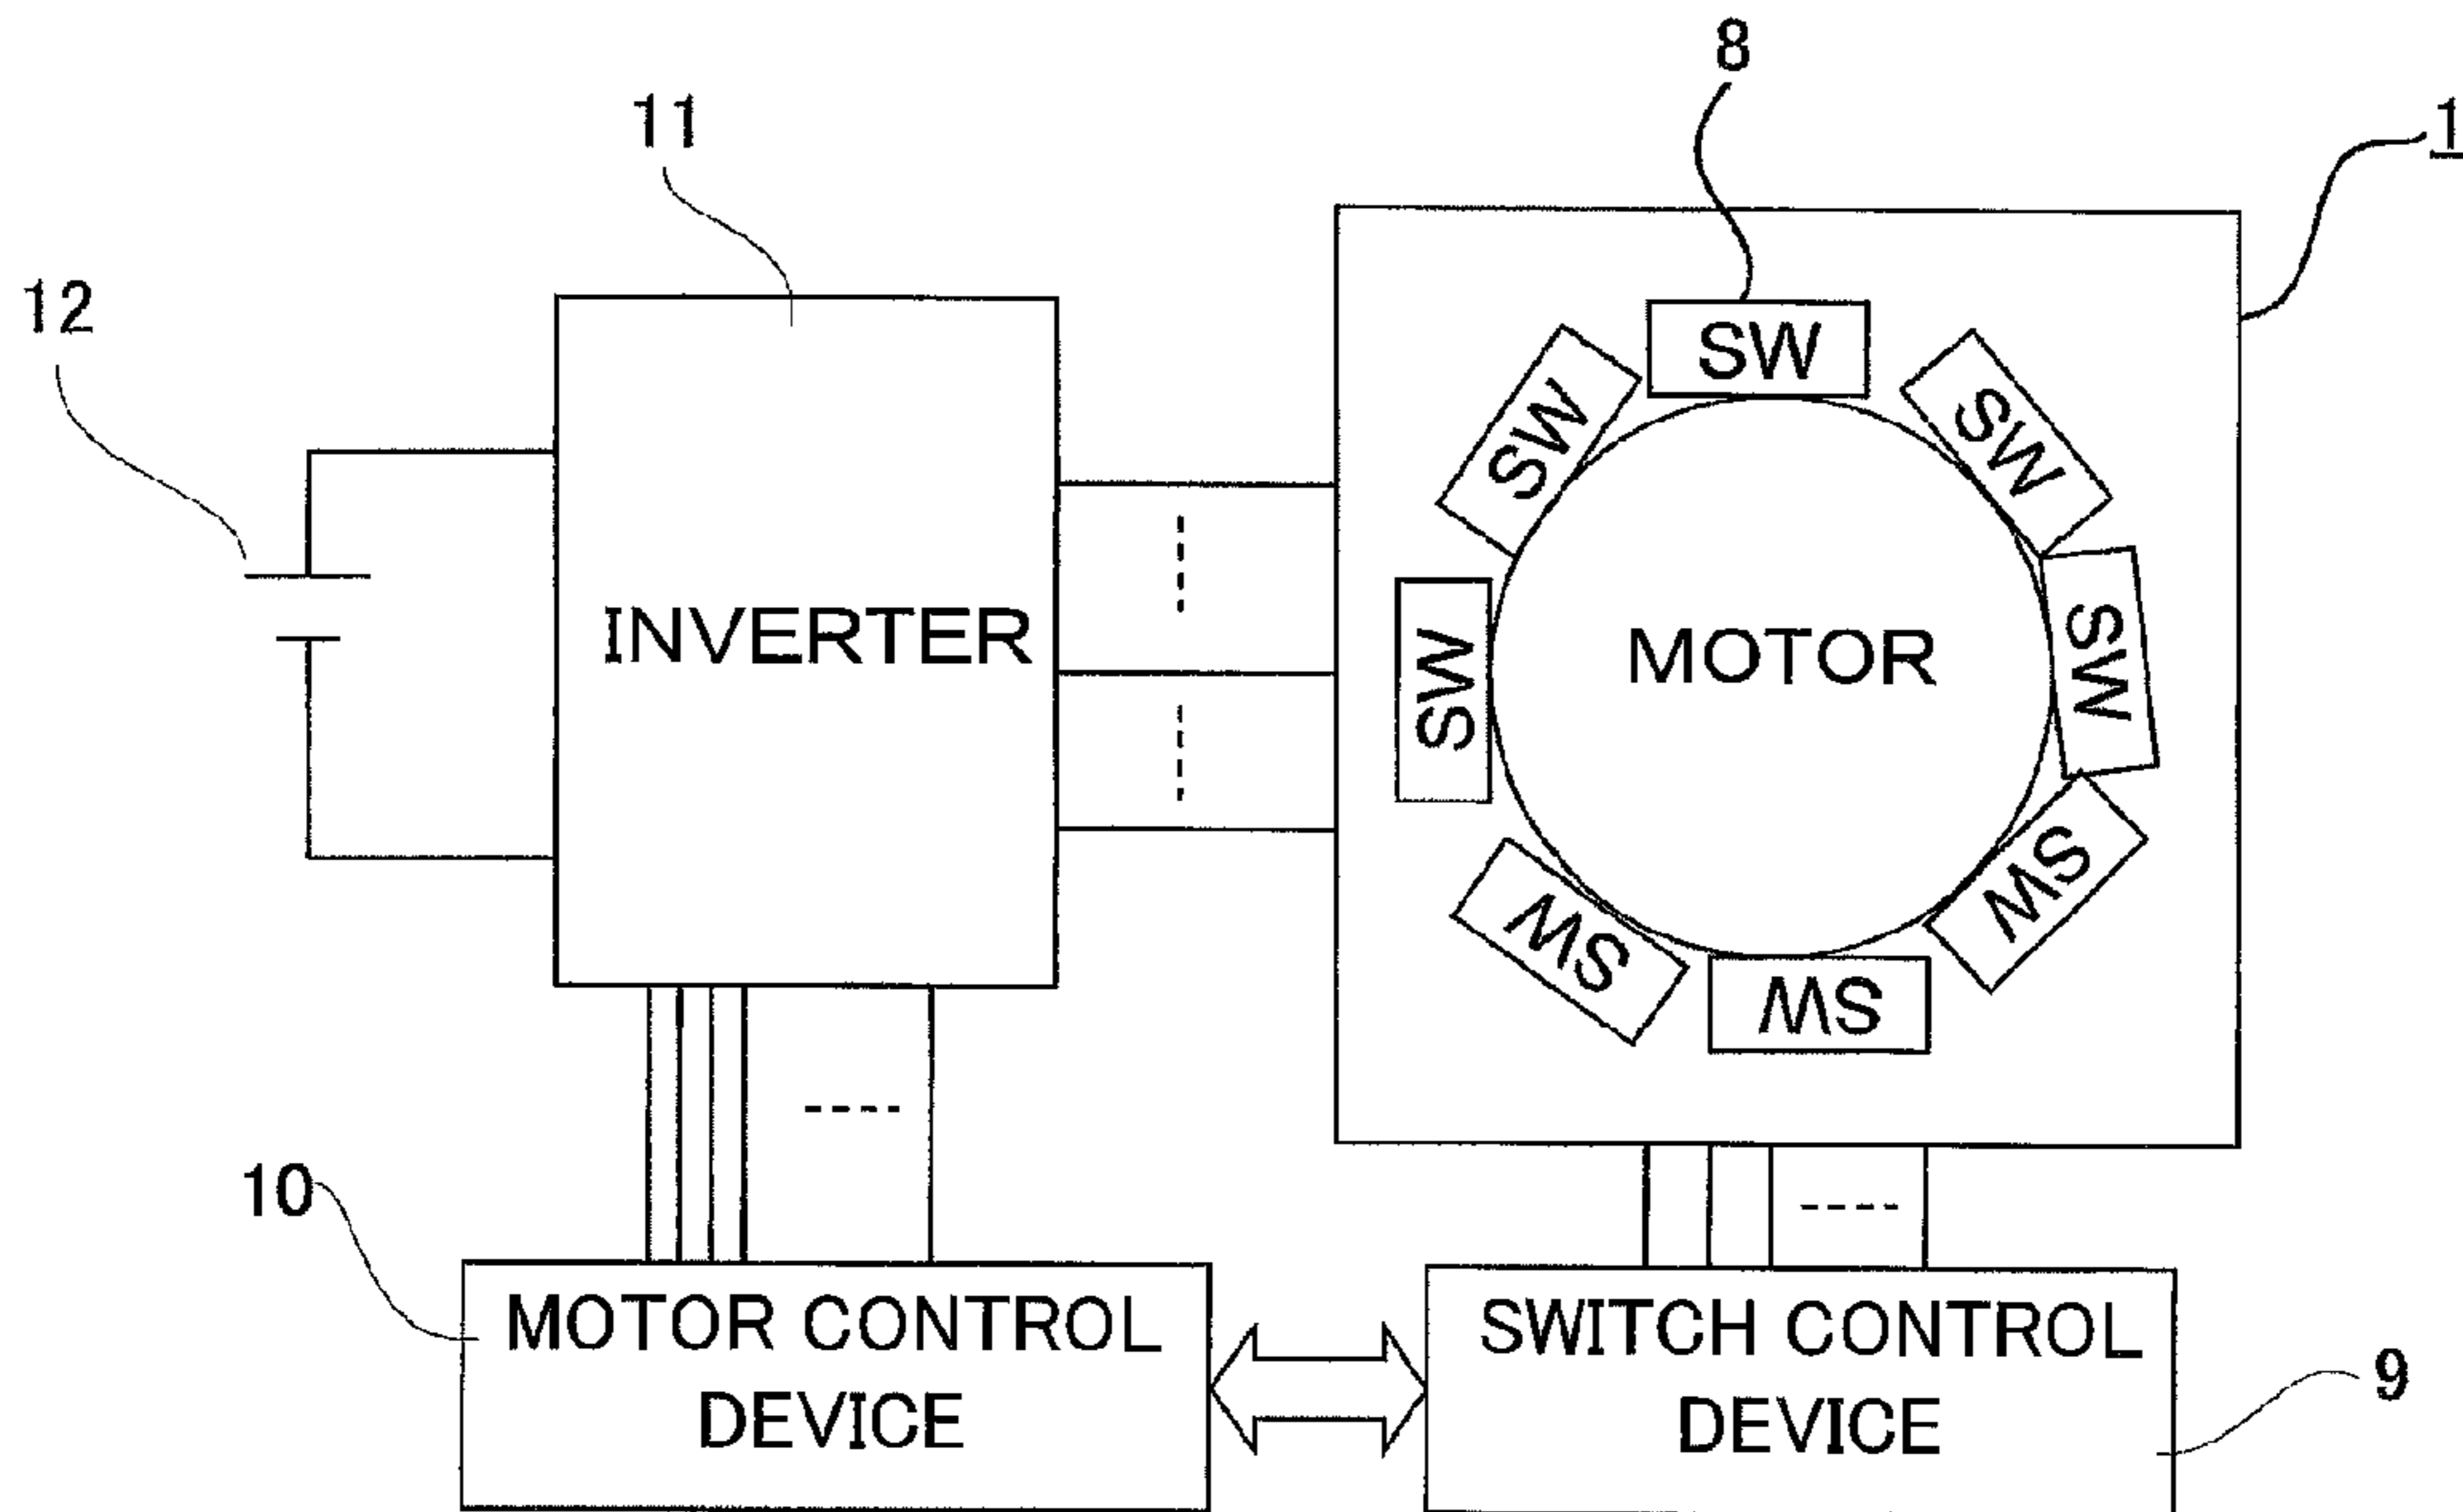 8
1
11
12
SW
SW
SW
SW
SW
SW
SW
SW
INVERTER
MOTOR
10
MOTOR CONTROL
DEVICE
SWITCH CONTROL
DEVICE
9